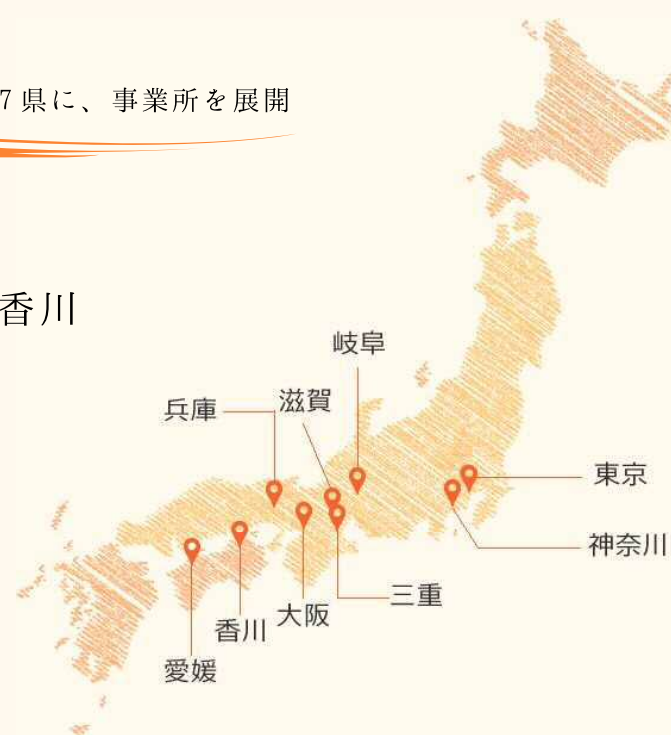 7県に、事業所を展開
香川
岐阜
兵庫
滋賀
東京
神奈川
三重
大阪
香川
愛媛